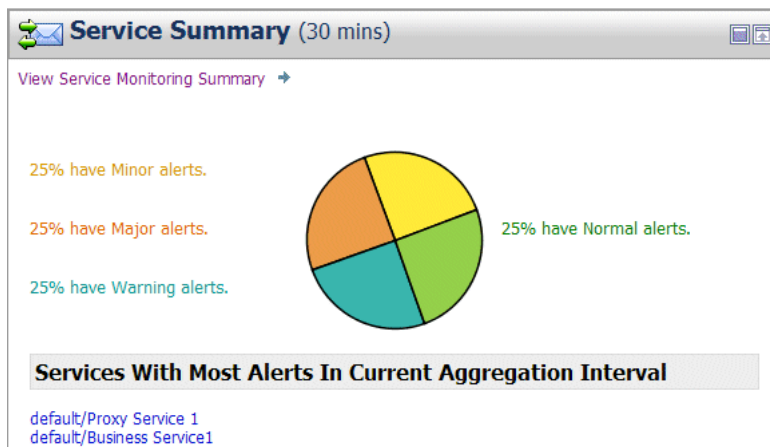 Service Summary (30 mins)
View Service Monitoring Summary
25% have Minor alerts.
25% have Major alerts.
25% have Normal alerts.
25% have Warning alerts.
Services With Most Alerts In Current Aggregation Interval
default/Proxy Service 1
default/Business Service1